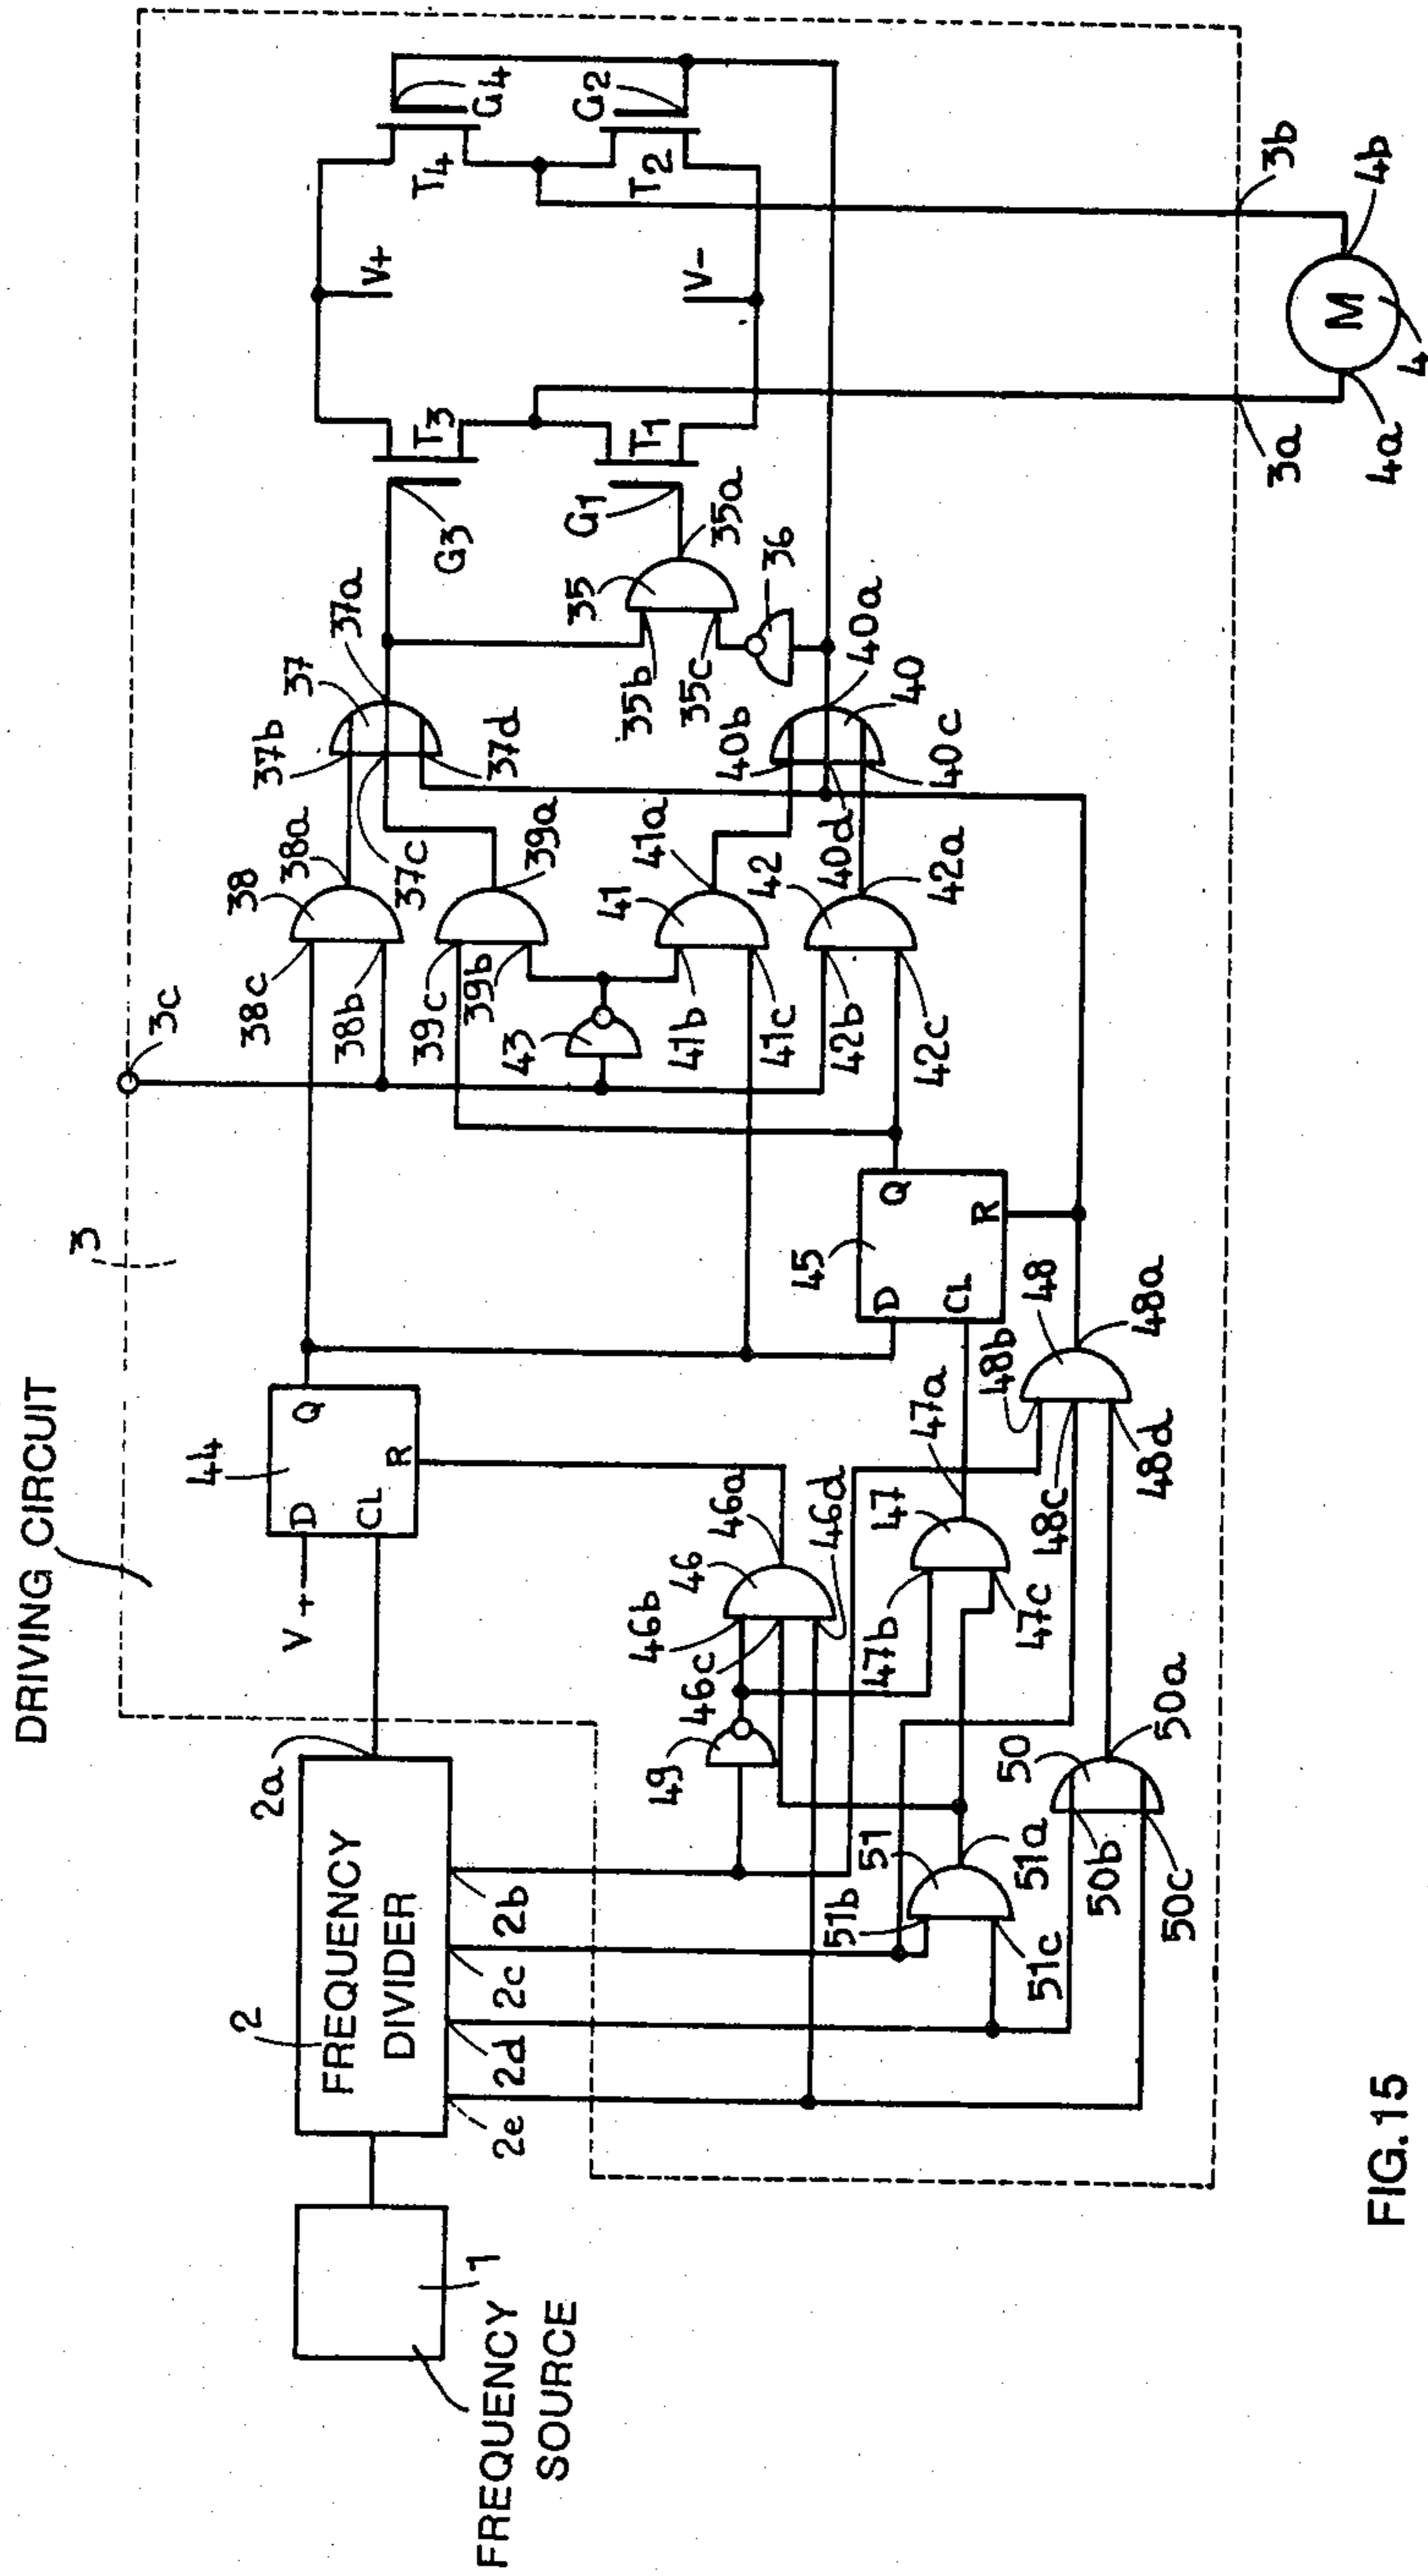 DRIVING CIRCUIT
3
3c
FREQUENCY
SOURCE
1
2
FREQUENCY
DIVIDER
2a
2b
2c
2d
2e
V+
44
D
CL
Q
R
45
D
CL
Q
R
46
46a
46b
46c
46d
47
47a
47b
47c
48
48a
48b
48c
48d
49
50
50a
50b
50c
51
51a
51b
51c
38
38a
38b
38c
39a
39b
39c
43
41
41a
41b
41c
42
42a
42b
42c
37
37a
37b
37c
37d
40
40a
40b
40c
40d
35
35a
35b
35c
36
G3
T3
G1
T1
V+
V-
G4
T4
G2
T2
3a
3b
4a
4b
M
4
FIG.15